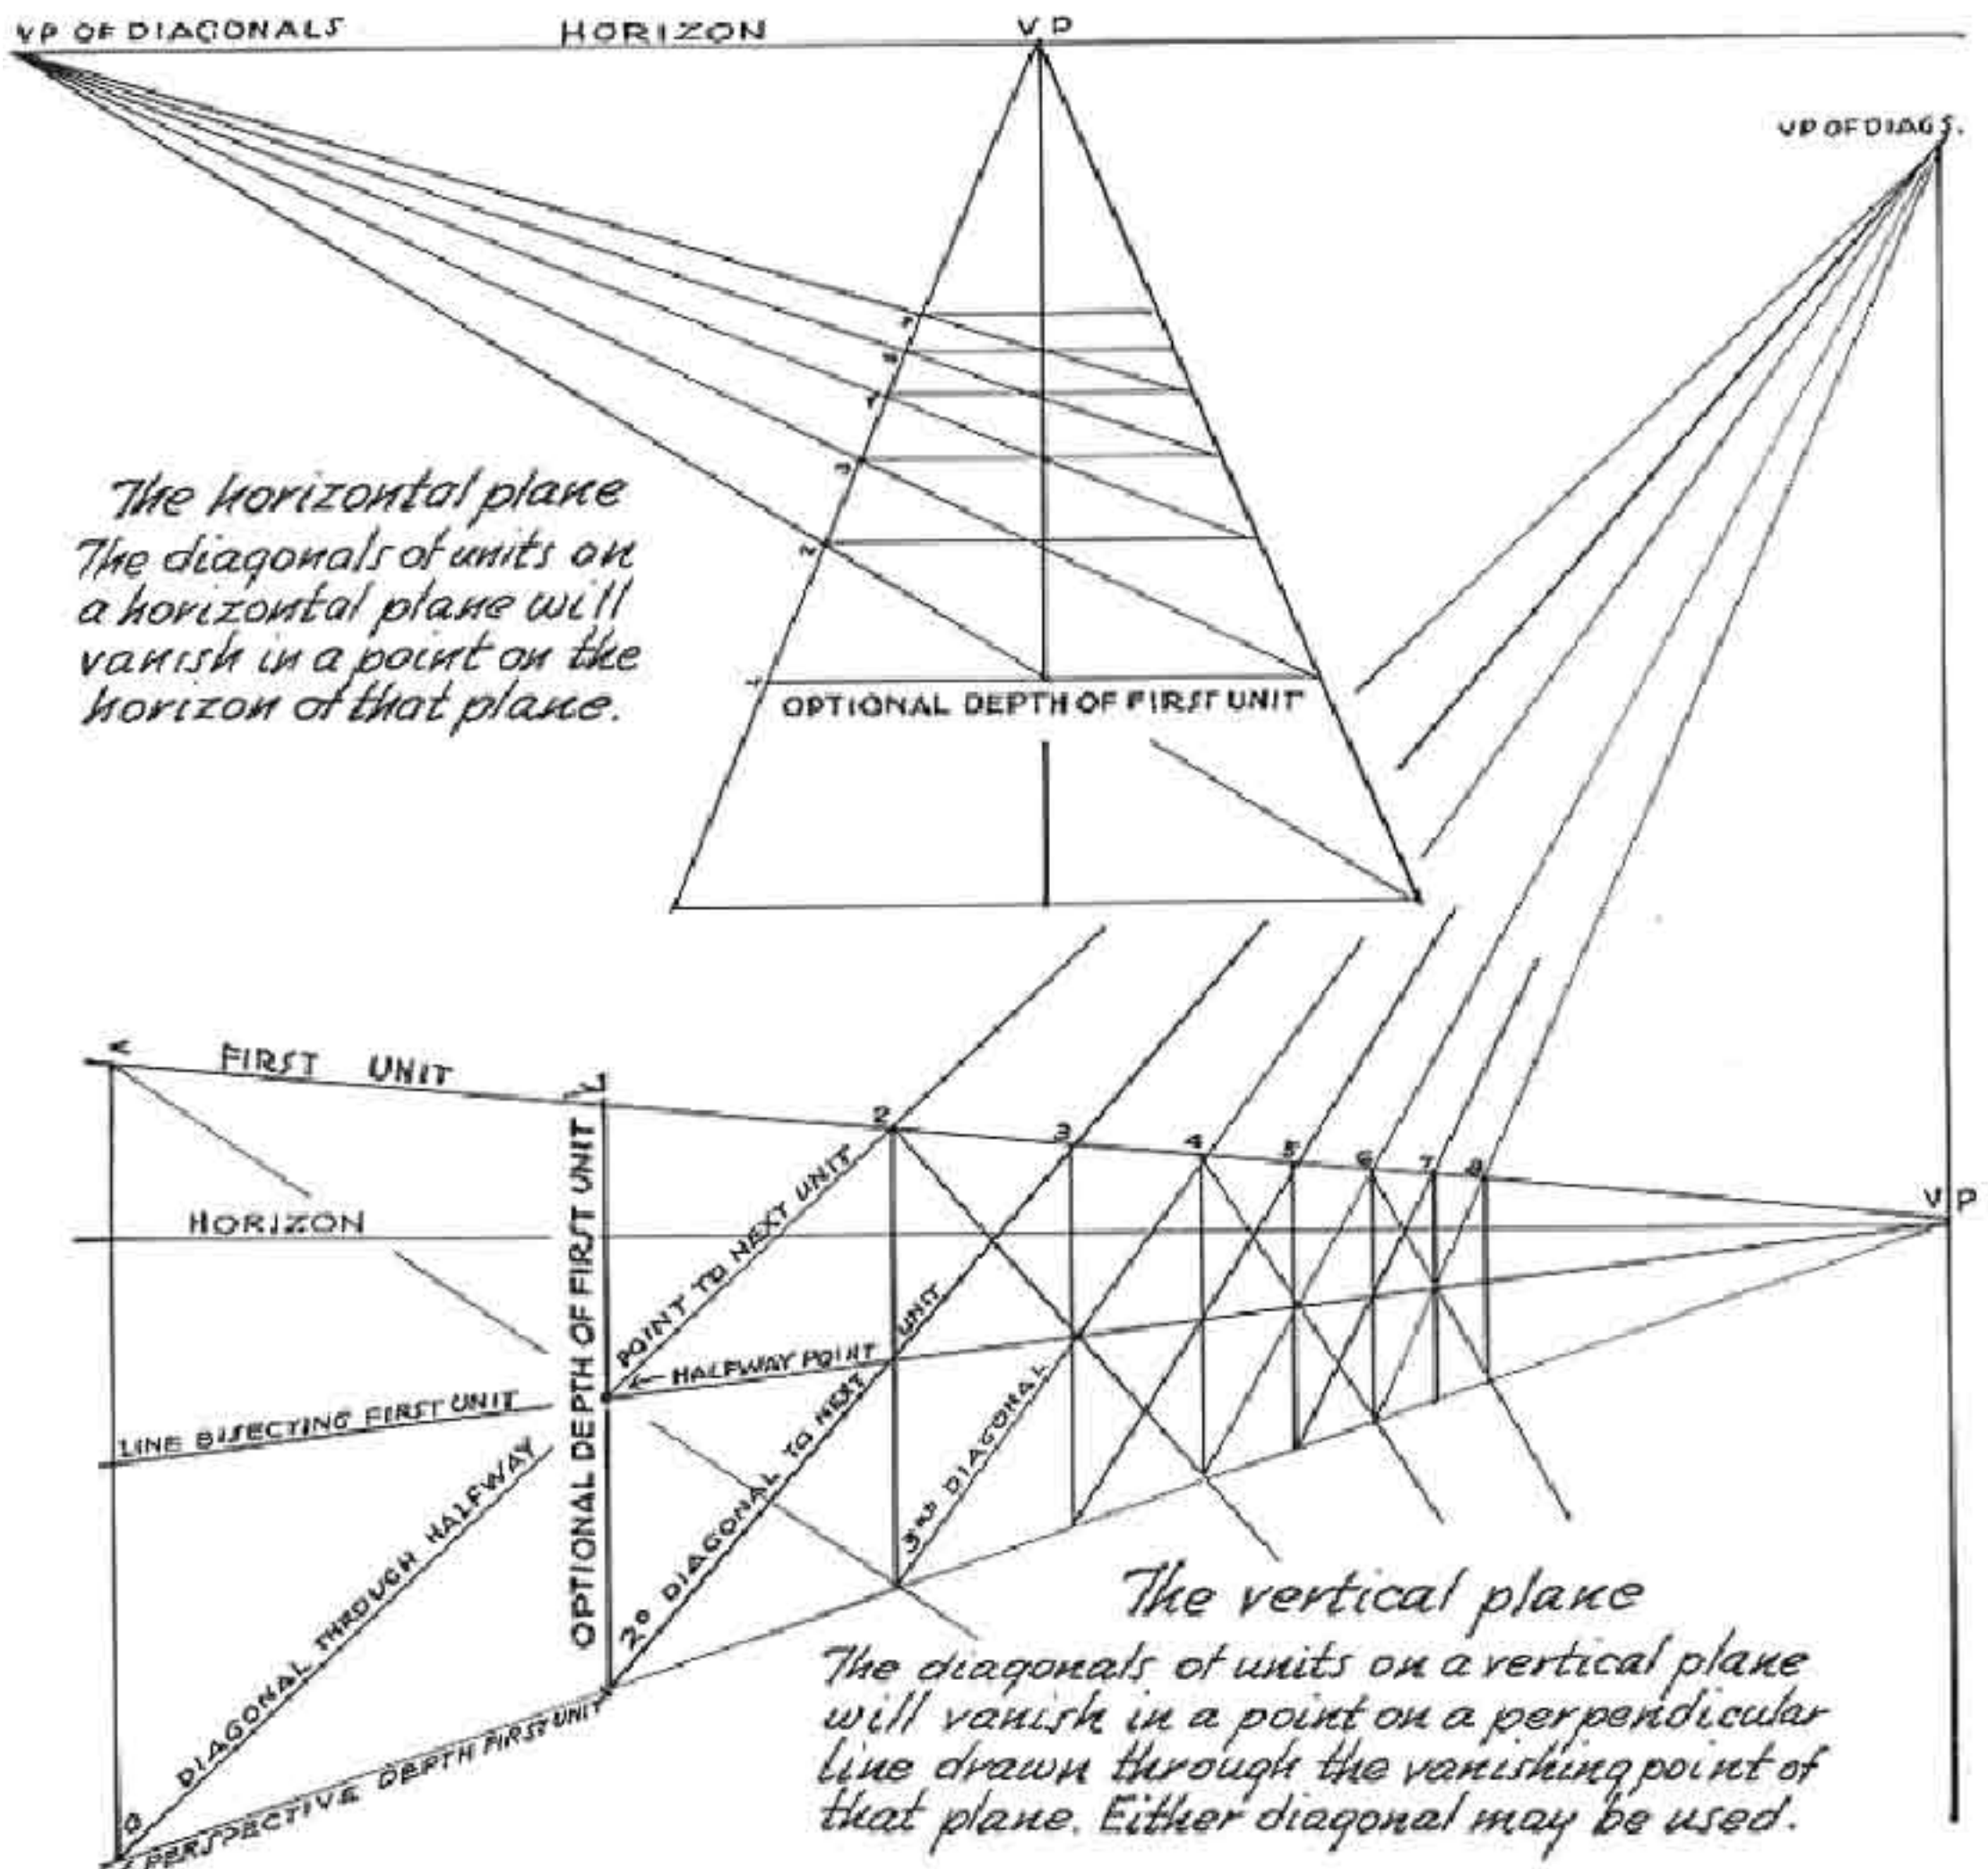 VP OF DIAGONALS
HORIZON
VP
VP OF DIAGS.
The horizontal plane
The diagonals of units on
a horizontal plane will
vanish in a point on the
horizon of that plane.
2
3
1
OPTIONAL DEPTH OF FIRST UNIT
A
FIRST UNIT
1
2
3
4
5
6
7
8
VP
HORIZON
OPTIONAL DEPTH OF FIRST UNIT
POINT TO NEXT UNIT
← HALFWAY POINT
LINE BISECTING FIRST UNIT
DIAGONAL THROUGH HALFWAY
2D DIAGONAL TO NEXT UNIT
3RD DIAGONAL
B
PERSPECTIVE DEPTH FIRST UNIT
The vertical plane
The diagonals of units on a vertical plane
will vanish in a point on a perpendicular
line drawn through the vanishing point of
that plane. Either diagonal may be used.